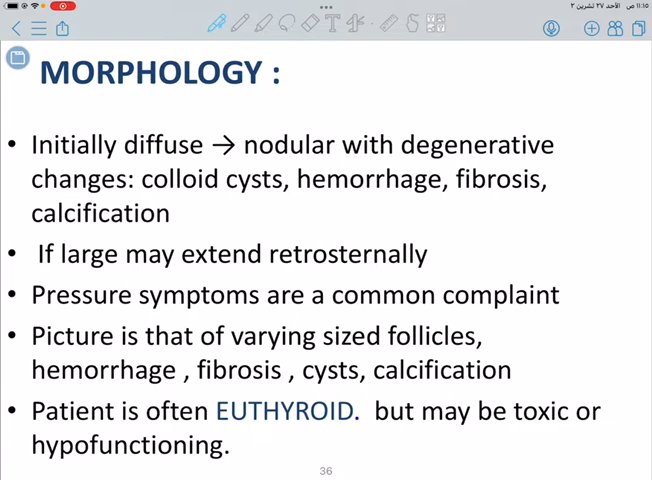 ١١:١٥ ص الأحد ٢٧ تشرين ٢
MORPHOLOGY :
• Initially diffuse → nodular with degenerative
changes: colloid cysts, hemorrhage, fibrosis,
calcification
• If large may extend retrosternally
• Pressure symptoms are a common complaint
• Picture is that of varying sized follicles,
hemorrhage , fibrosis , cysts, calcification
• Patient is often EUTHYROID. but may be toxic or
hypofunctioning.
36